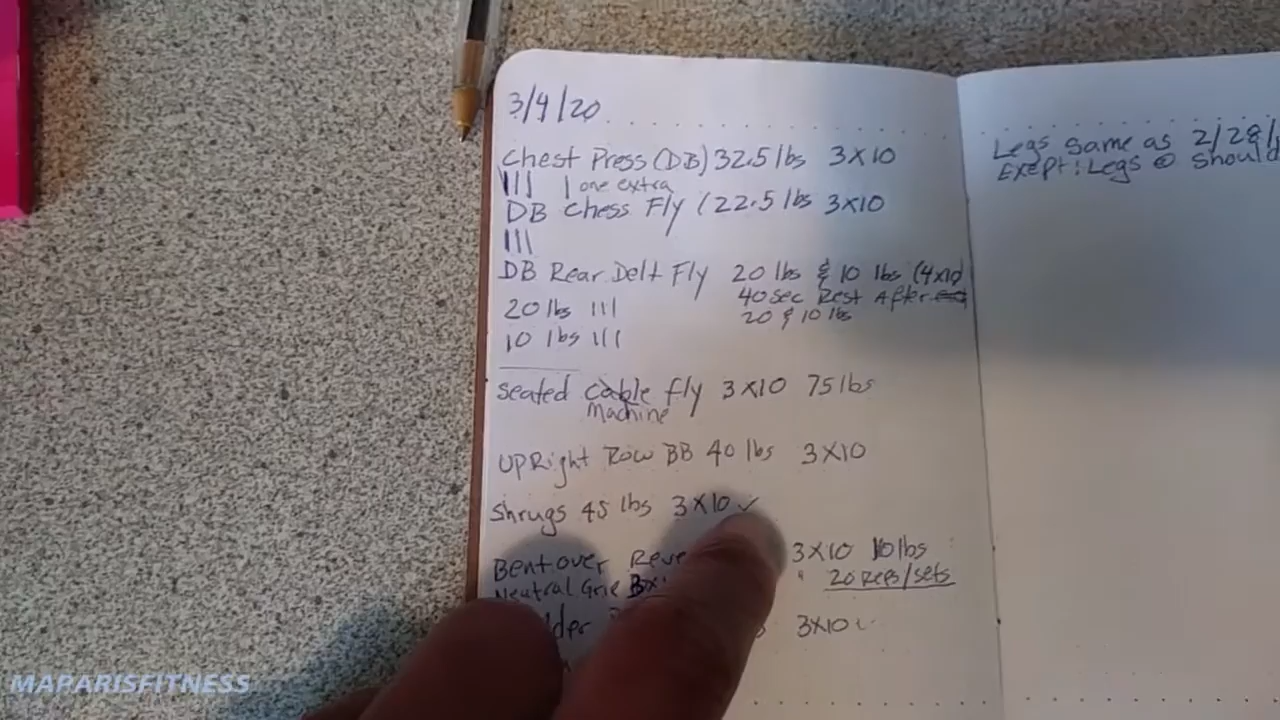 3/4/20
Chest Press (DB) 32.5 lbs 3X10
||| | one extra
DB Chess Fly (22.5 lbs 3X10
|||
DB Rear Delt Fly 20 lbs & 10 lbs (4x10)
20 lbs ||| 40 sec Rest After
10 lbs ||| 20 & 10 lbs
Seated Cable Fly 3X10 75 lbs
Machine
UPRight Row BB 40 lbs 3X10
Shrugs 45 lbs 3X10 ✓
Bentover 3X10 10 lbs
Neutral Grie 20 Reps/Sets
3X10 ✓
Legs Same as 2/28/
Exept: Legs @
MAPARISFITNESS